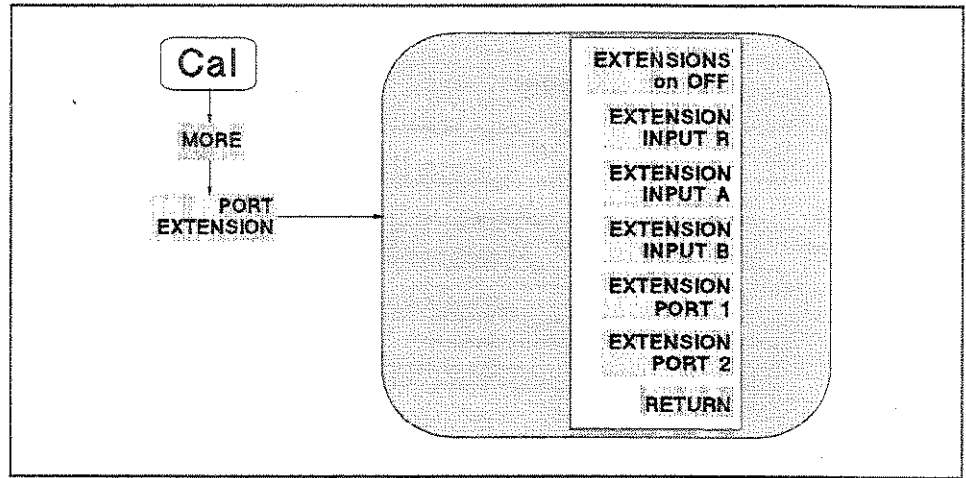 Cal
MORE
PORT
EXTENSION
EXTENSIONS
on OFF
EXTENSION
INPUT R
EXTENSION
INPUT A
EXTENSION
INPUT B
EXTENSION
PORT 1
EXTENSION
PORT 2
RETURN